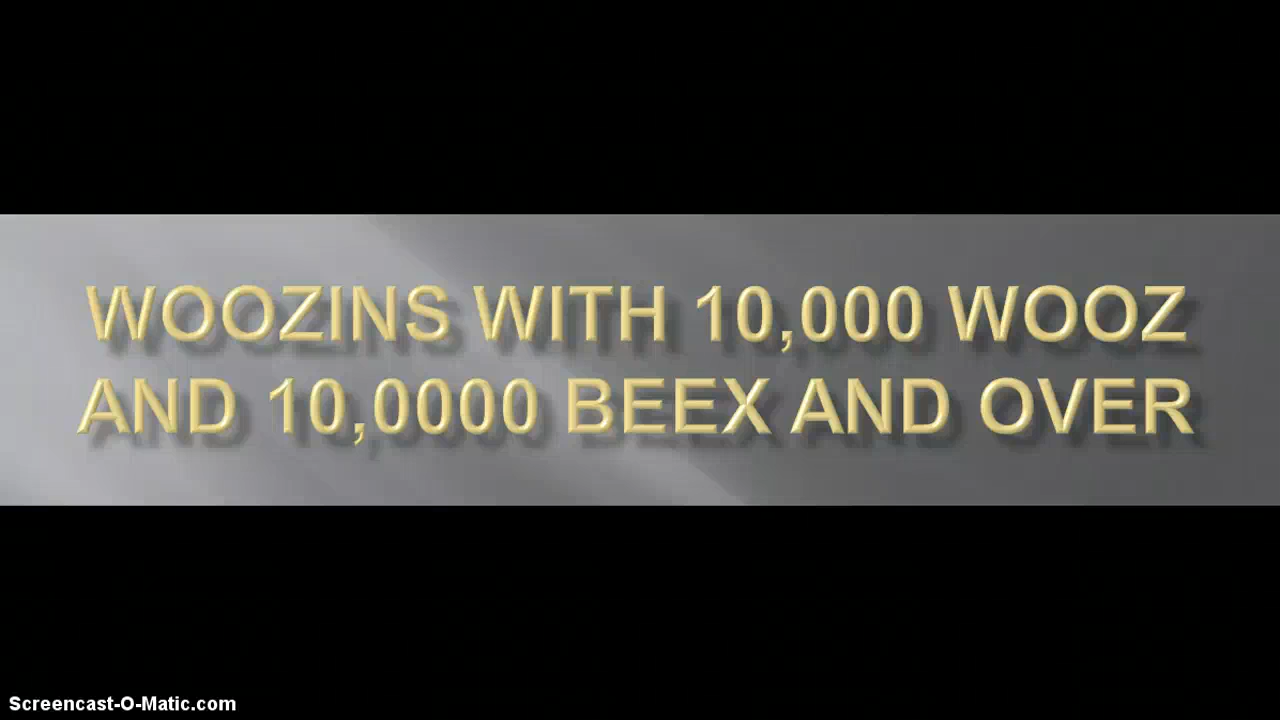 WOOZINS WITH 10,000 WOOZ
AND 10,0000 BEEX AND OVER
Screencast-O-Matic.com